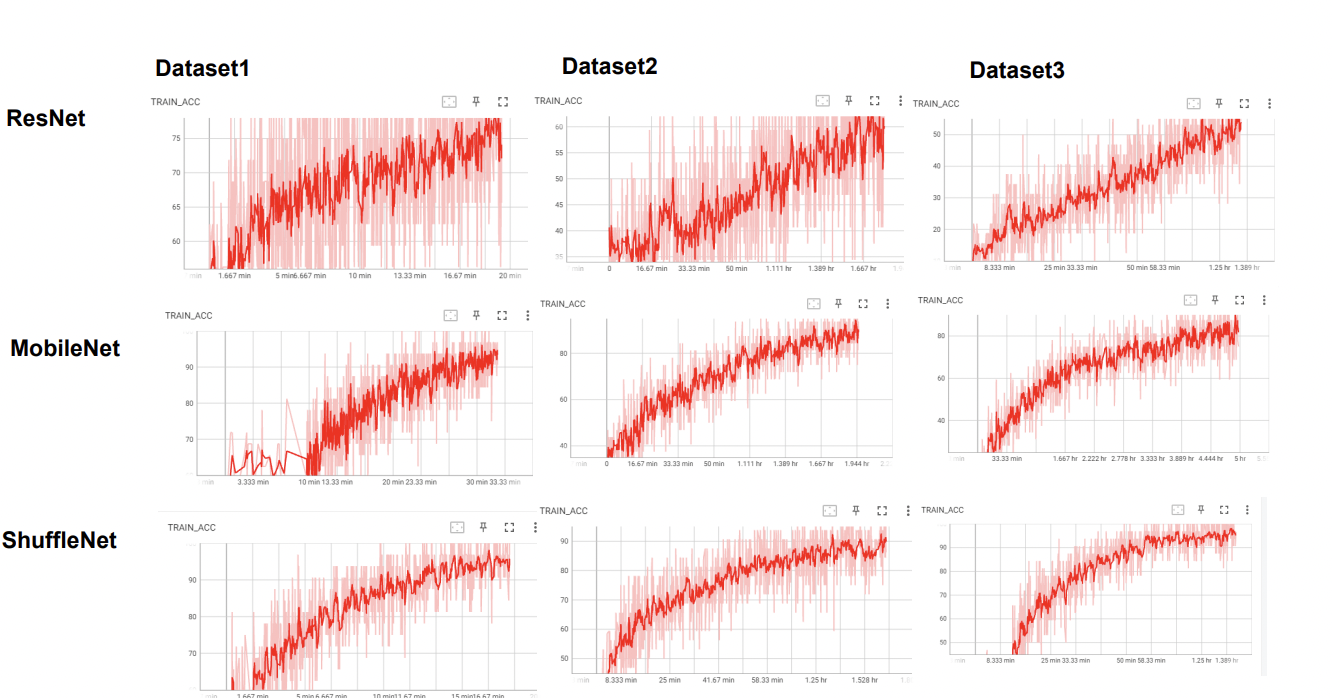 Dataset1 Dataset2 Dataset3
ResNet
TRAIN_ACC TRAIN_ACC TRAIN_ACC
75
70
65
60
min 1.667 min 5 min 6.667 min 10 min 13.33 min 16.67 min 20 min
60
55
50
45
40
35
min 0 16.67 min 33.33 min 50 min 1.111 hr 1.389 hr 1.667 hr 1.9
50
40
30
20
min 8.333 min 25 min 33.33 min 50 min 58.33 min 1.25 hr 1.389 hr
MobileNet
TRAIN_ACC TRAIN_ACC TRAIN_ACC
90
80
70
min 3.333 min 10 min 13.33 min 20 min 23.33 min 30 min 33.33 min
80
60
40
min 0 16.67 min 33.33 min 50 min 1.111 hr 1.389 hr 1.667 hr 1.944 hr
80
60
40
min 33.33 min 1.667 hr 2.222 hr 2.778 hr 3.333 hr 3.889 hr 4.444 hr 5 hr
ShuffleNet
TRAIN_ACC TRAIN_ACC TRAIN_ACC
90
80
70
min 1.667 5 min 6.667 min 10 min 11.67 min 15 min 16.67 min
90
80
70
60
50
min 8.333 min 25 min 41.67 min 58.33 min 1.25 hr 1.528 hr
90
80
70
60
50
min 8.333 min 25 min 33.33 min 50 min 58.33 min 1.25 hr 1.389 hr